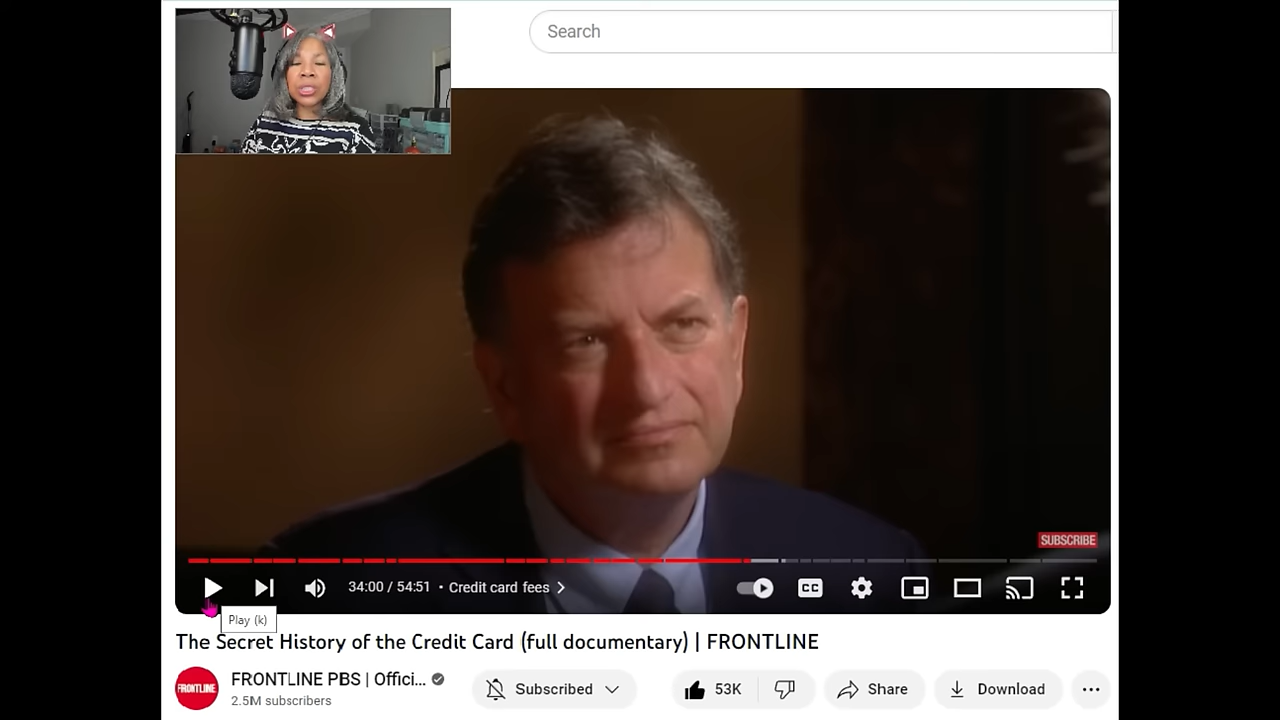 Search
SUBSCRIBE
34:00 / 54:51 • Credit card fees
CC
Play (k)
The Secret History of the Credit Card (full documentary) | FRONTLINE
FRONTLINE
FRONTLINE PBS | Offici...
2.5M subscribers
Subscribed
53K
Share
Download